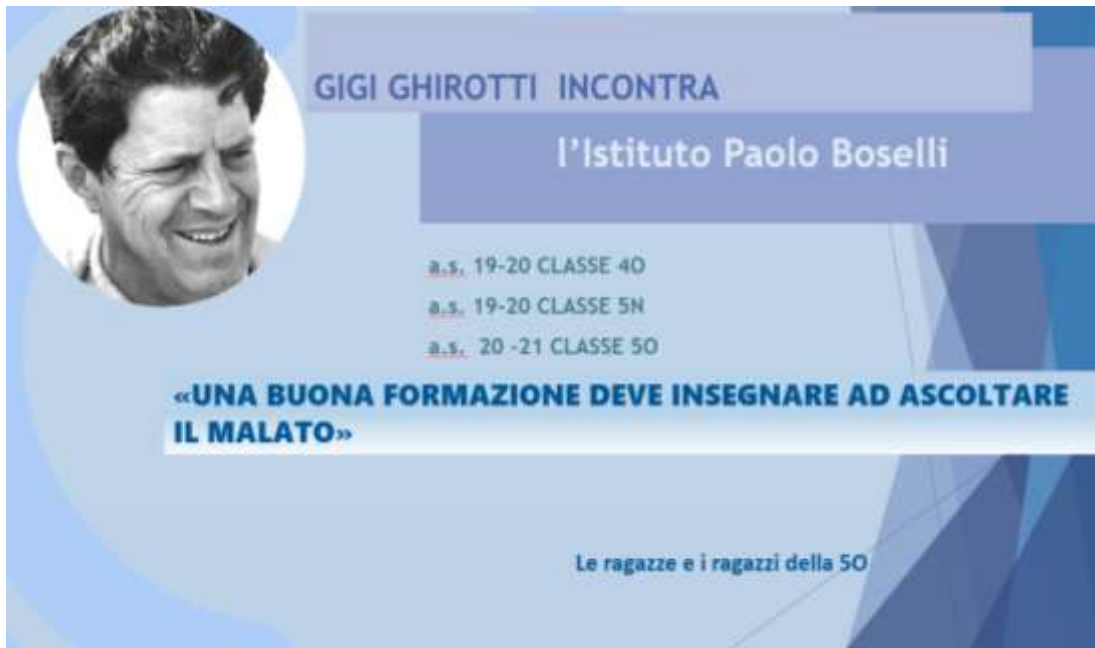 GIGI GHIROTTI INCONTRA
l'Istituto Paolo Boselli
a.s. 19-20 CLASSE 4O
a.s. 19-20 CLASSE 5N
a.s. 20 -21 CLASSE 5O
«UNA BUONA FORMAZIONE DEVE INSEGNARE AD ASCOLTARE
IL MALATO»
Le ragazze e i ragazzi della 5O